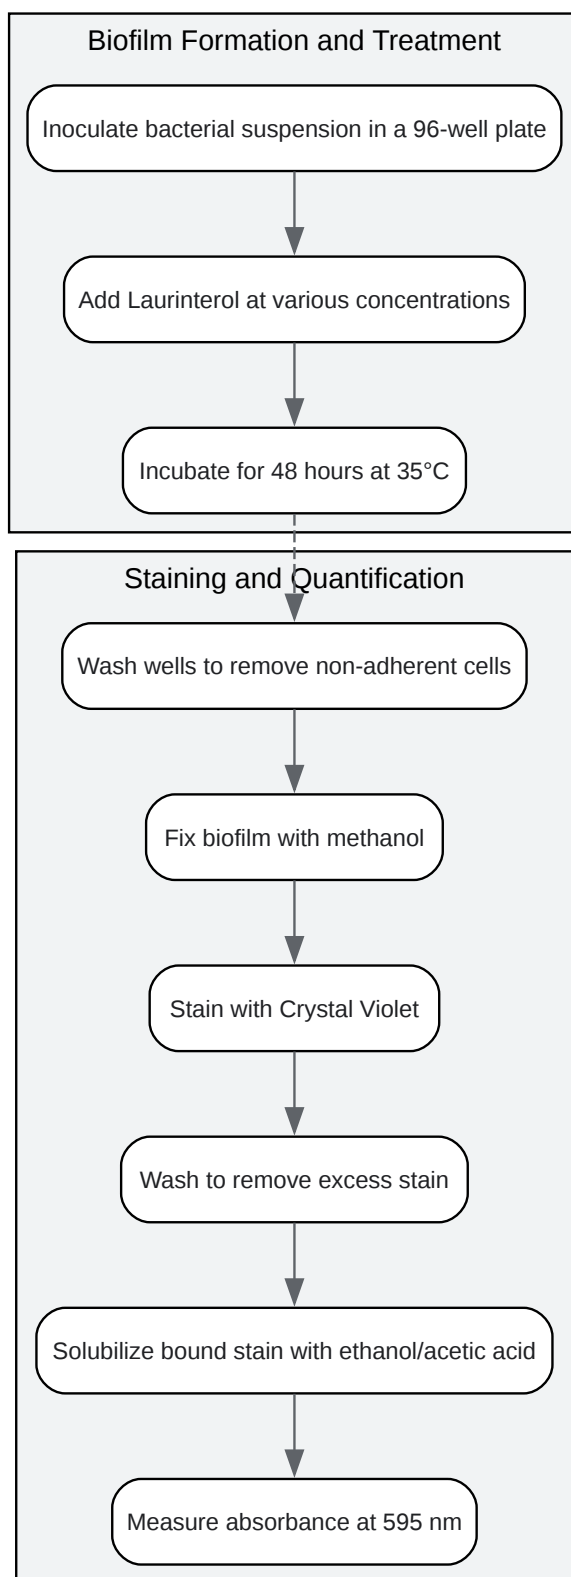 Biofilm Formation and Treatment
Inoculate bacterial suspension in a 96-well plate
Add Laurinterol at various concentrations
Incubate for 48 hours at 35°C
Staining and Quantification
Wash wells to remove non-adherent cells
Fix biofilm with methanol
Stain with Crystal Violet
Wash to remove excess stain
Solubilize bound stain with ethanol/acetic acid
Measure absorbance at 595 nm